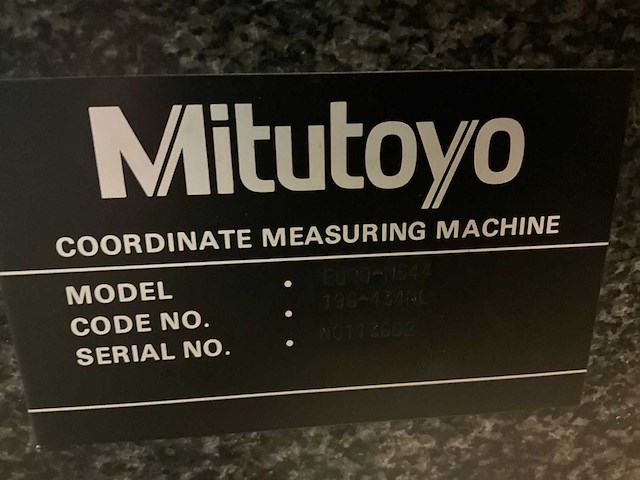 Mitutoyo
COORDINATE MEASURING MACHINE
MODEL :
CODE NO. :
SERIAL NO. :